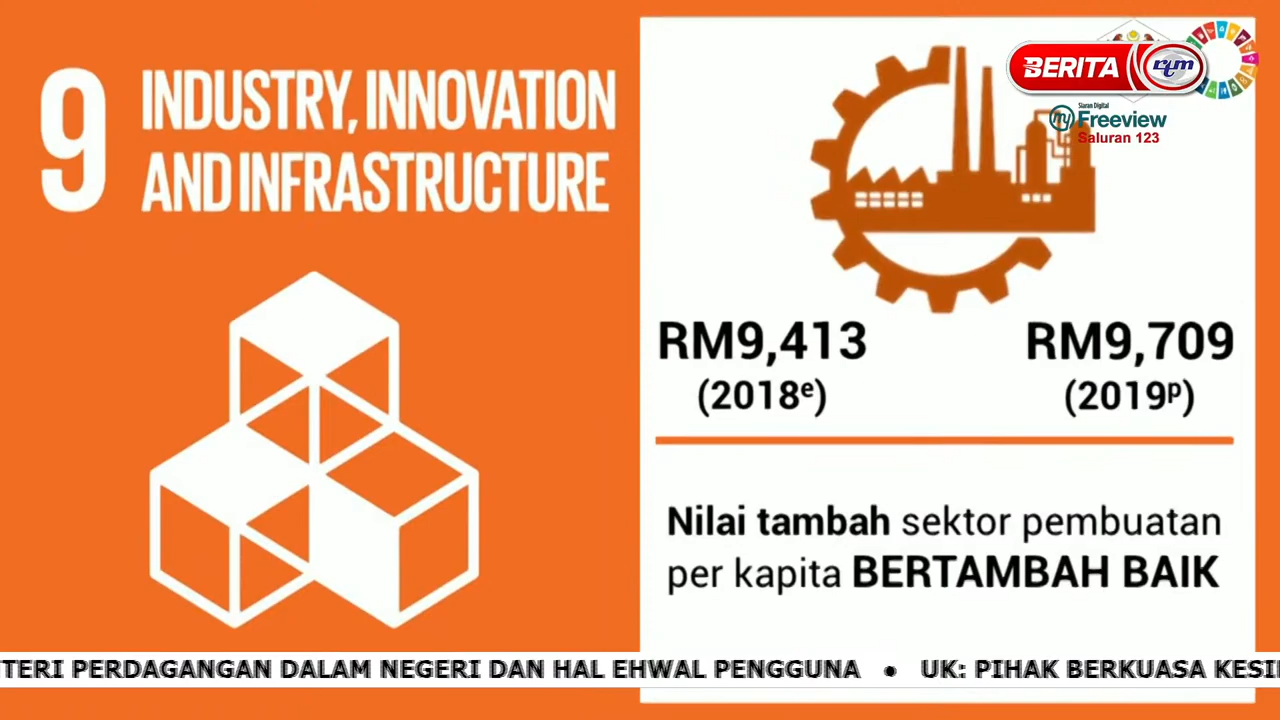 9
INDUSTRY, INNOVATION
AND INFRASTRUCTURE
BERITA rtm
Siaran Digital
my Freeview
Saluran 123
RM9,413
(2018ᵉ)
RM9,709
(2019ᵖ)
Nilai tambah sektor pembuatan
per kapita BERTAMBAH BAIK
TERI PERDAGANGAN DALAM NEGERI DAN HAL EHWAL PENGGUNA • UK: PIHAK BERKUASA KESI